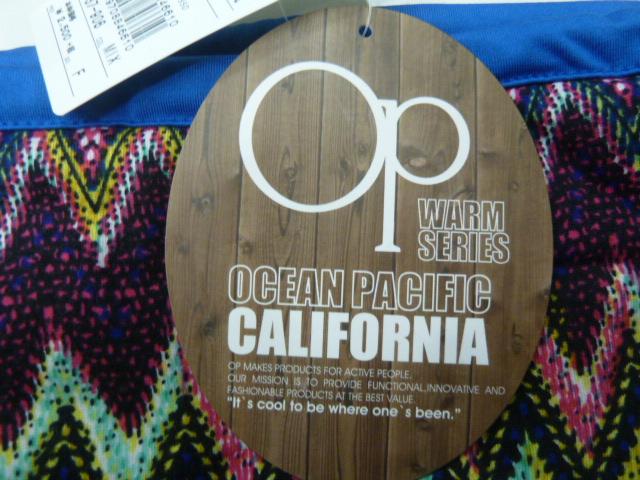 Op
WARM
SERIES
OCEAN PACIFIC
CALIFORNIA
OP MAKES PRODUCTS FOR ACTIVE PEOPLE,
OUR MISSION IS TO PROVIDE FUNCTIONAL,INNOVATIVE AND
FASHIONABLE PRODUCTS AT THE BEST VALUE.
"It`s cool to be where one`s been."
MIX
F